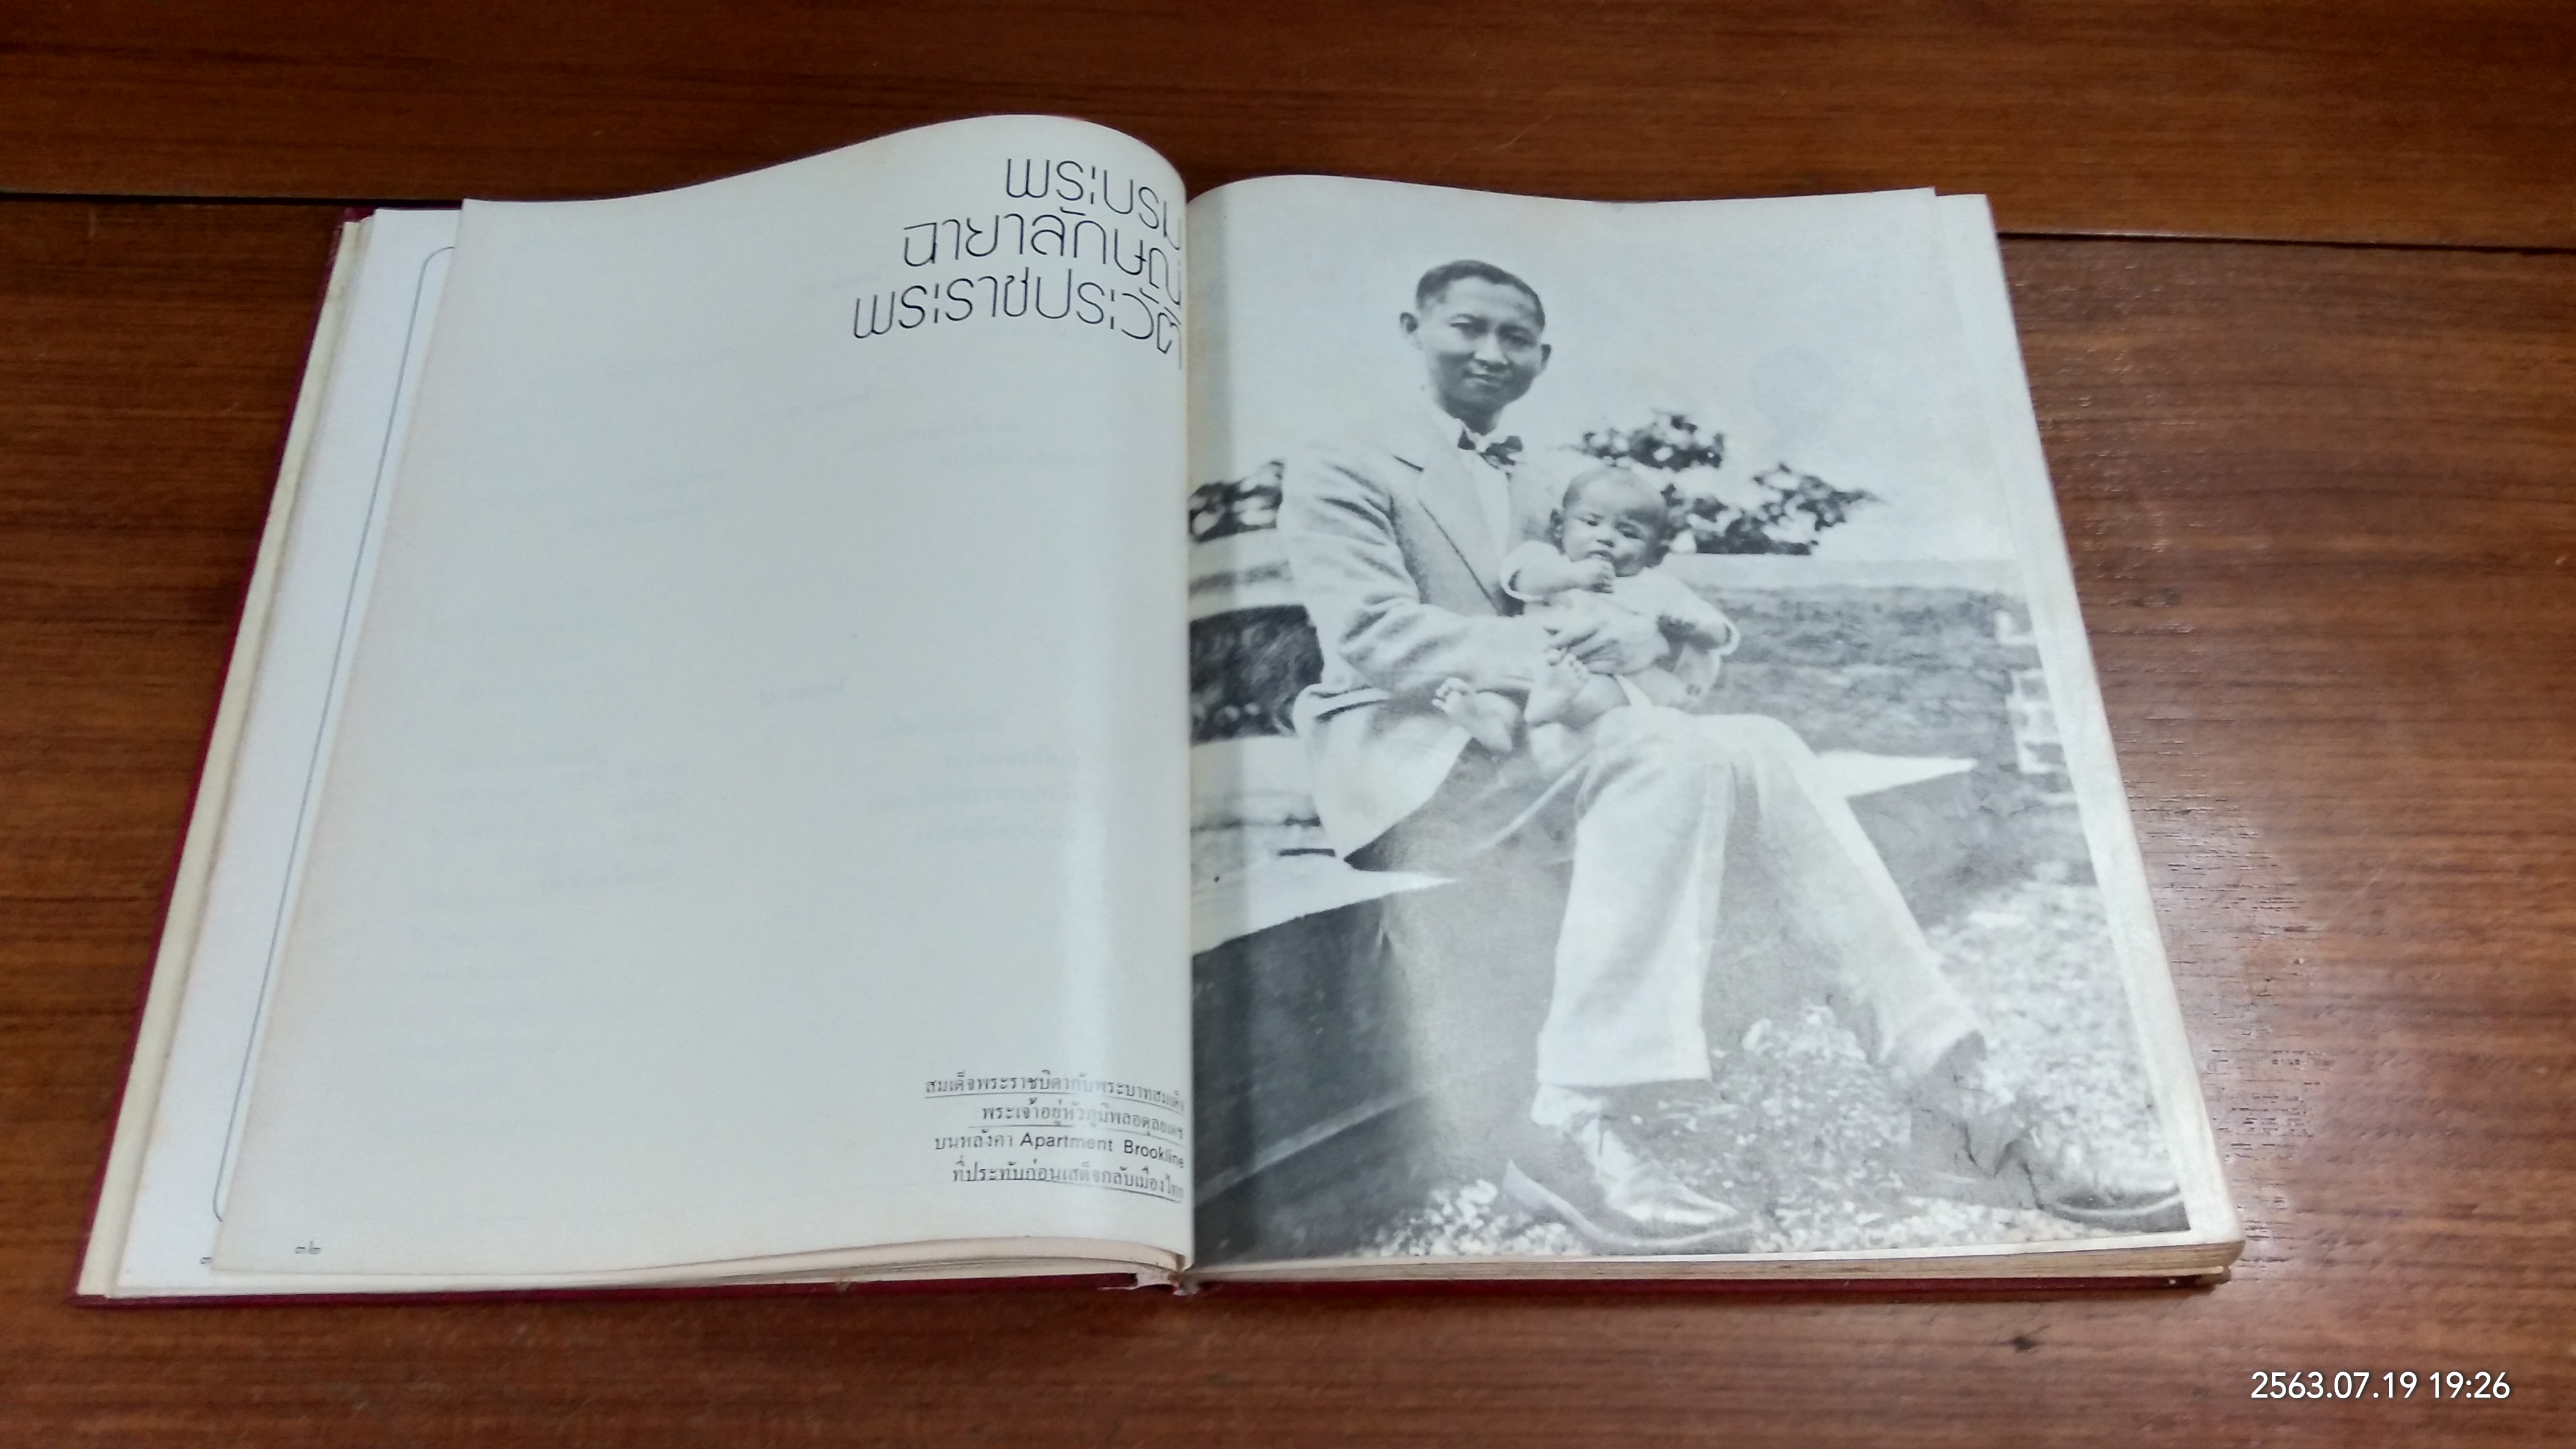 พระบรม
ฉายาลักษณ์
พระราชประวัติ
สมเด็จพระราชบิดากับพระบาทสมเด็จ
พระเจ้าอยู่หัวภูมิพลอดุลยเดช
บนหลังคา Apartment Brookline
ที่ประทับก่อนเสด็จกลับเมืองไทย
๓๒
2563.07.19 19:26